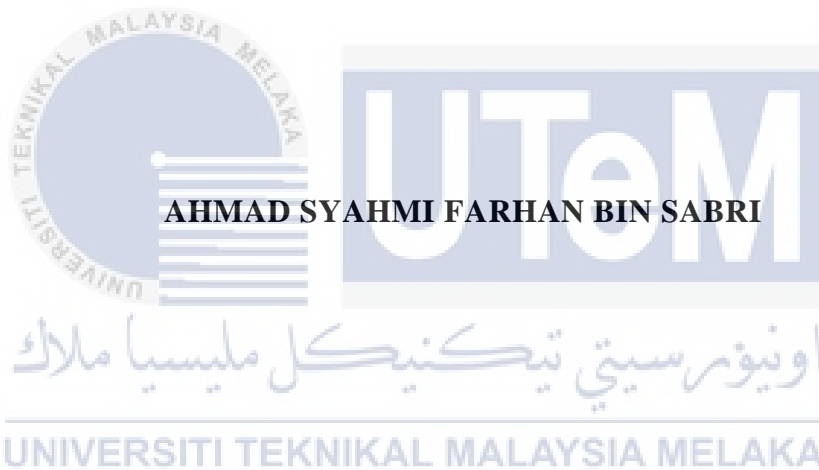 UNIVERSITI TEKNIKAL MALAYSIA MELAKA
UTeM
AHMAD SYAHMI FARHAN BIN SABRI
اونيۏرسيتي تيكنيكل مليسيا ملاك
UNIVERSITI TEKNIKAL MALAYSIA MELAKA